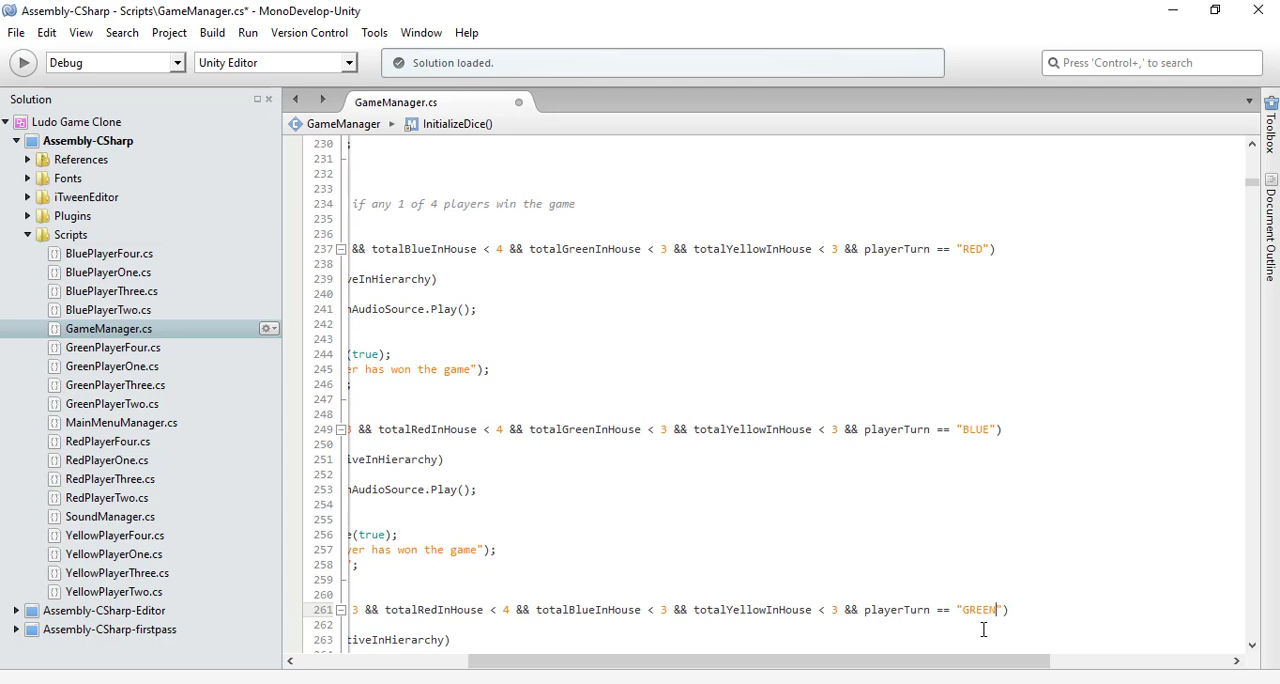 Assembly-CSharp - Scripts\GameManager.cs* - MonoDevelop-Unity
File Edit View Search Project Build Run Version Control Tools Window Help
Debug Unity Editor Solution loaded. Press 'Control+,' to search
Solution
GameManager.cs
GameManager InitializeDice()
Ludo Game Clone
Assembly-CSharp
References
Fonts
iTweenEditor
Plugins
Scripts
BluePlayerFour.cs
BluePlayerOne.cs
BluePlayerThree.cs
BluePlayerTwo.cs
GameManager.cs
GreenPlayerFour.cs
GreenPlayerOne.cs
GreenPlayerThree.cs
GreenPlayerTwo.cs
MainMenuManager.cs
RedPlayerFour.cs
RedPlayerOne.cs
RedPlayerThree.cs
RedPlayerTwo.cs
SoundManager.cs
YellowPlayerFour.cs
YellowPlayerOne.cs
YellowPlayerThree.cs
YellowPlayerTwo.cs
Assembly-CSharp-Editor
Assembly-CSharp-firstpass
230 ;
231
232
233
234 if any 1 of 4 players win the game
235
236
237 && totalBlueInHouse < 4 && totalGreenInHouse < 3 && totalYellowInHouse < 3 && playerTurn == "RED")
238
239 veInHierarchy)
240
241 nAudioSource.Play();
242
243
244 (true);
245 er has won the game");
246 ;
247
248
249 3 && totalRedInHouse < 4 && totalGreenInHouse < 3 && totalYellowInHouse < 3 && playerTurn == "BLUE")
250
251 iveInHierarchy)
252
253 nAudioSource.Play();
254
255
256 e(true);
257 yer has won the game");
258 ";
259
260
261 3 && totalRedInHouse < 4 && totalBlueInHouse < 3 && totalYellowInHouse < 3 && playerTurn == "GREEN")
262
263 tiveInHierarchy)
Toolbox
Document Outline